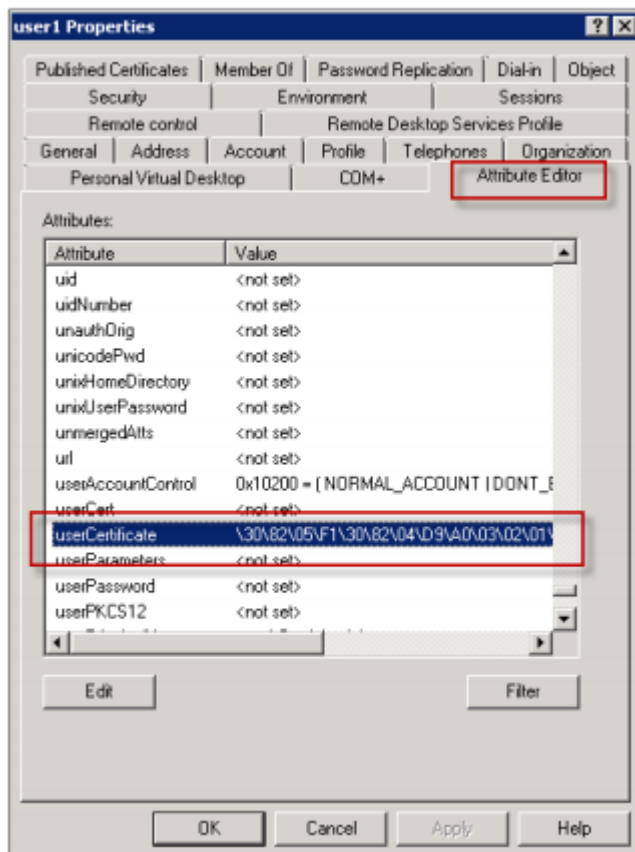 user1 Properties
Published Certificates Member Of Password Replication Dial-in Object
Security Environment Sessions
Remote control Remote Desktop Services Profile
General Address Account Profile Telephones Organization
Personal Virtual Desktop COM+ Attribute Editor
Attributes:
Attribute Value
uid <not set>
uidNumber <not set>
unauthOrig <not set>
unicodePwd <not set>
unixHomeDirectory <not set>
unixUserPassword <not set>
unmergedAtts <not set>
url <not set>
userAccountControl 0x10200 = ( NORMAL_ACCOUNT | DONT_E
userCert <not set>
userCertificate \30\82\05\F1\30\82\04\D9\A0\03\02\01\
userParameters <not set>
userPassword <not set>
userPKCS12 <not set>
Edit Filter
OK Cancel Apply Help